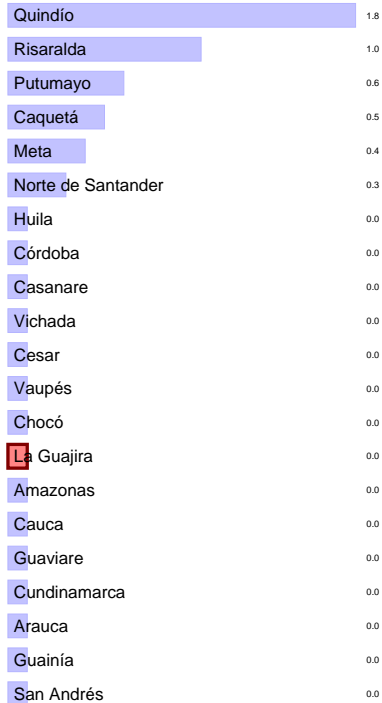 Quindío 1.8
Risaralda 1.0
Putumayo 0.6
Caquetá 0.5
Meta 0.4
Norte de Santander 0.3
Huila 0.0
Córdoba 0.0
Casanare 0.0
Vichada 0.0
Cesar 0.0
Vaupés 0.0
Chocó 0.0
La Guajira 0.0
Amazonas 0.0
Cauca 0.0
Guaviare 0.0
Cundinamarca 0.0
Arauca 0.0
Guainía 0.0
San Andrés 0.0